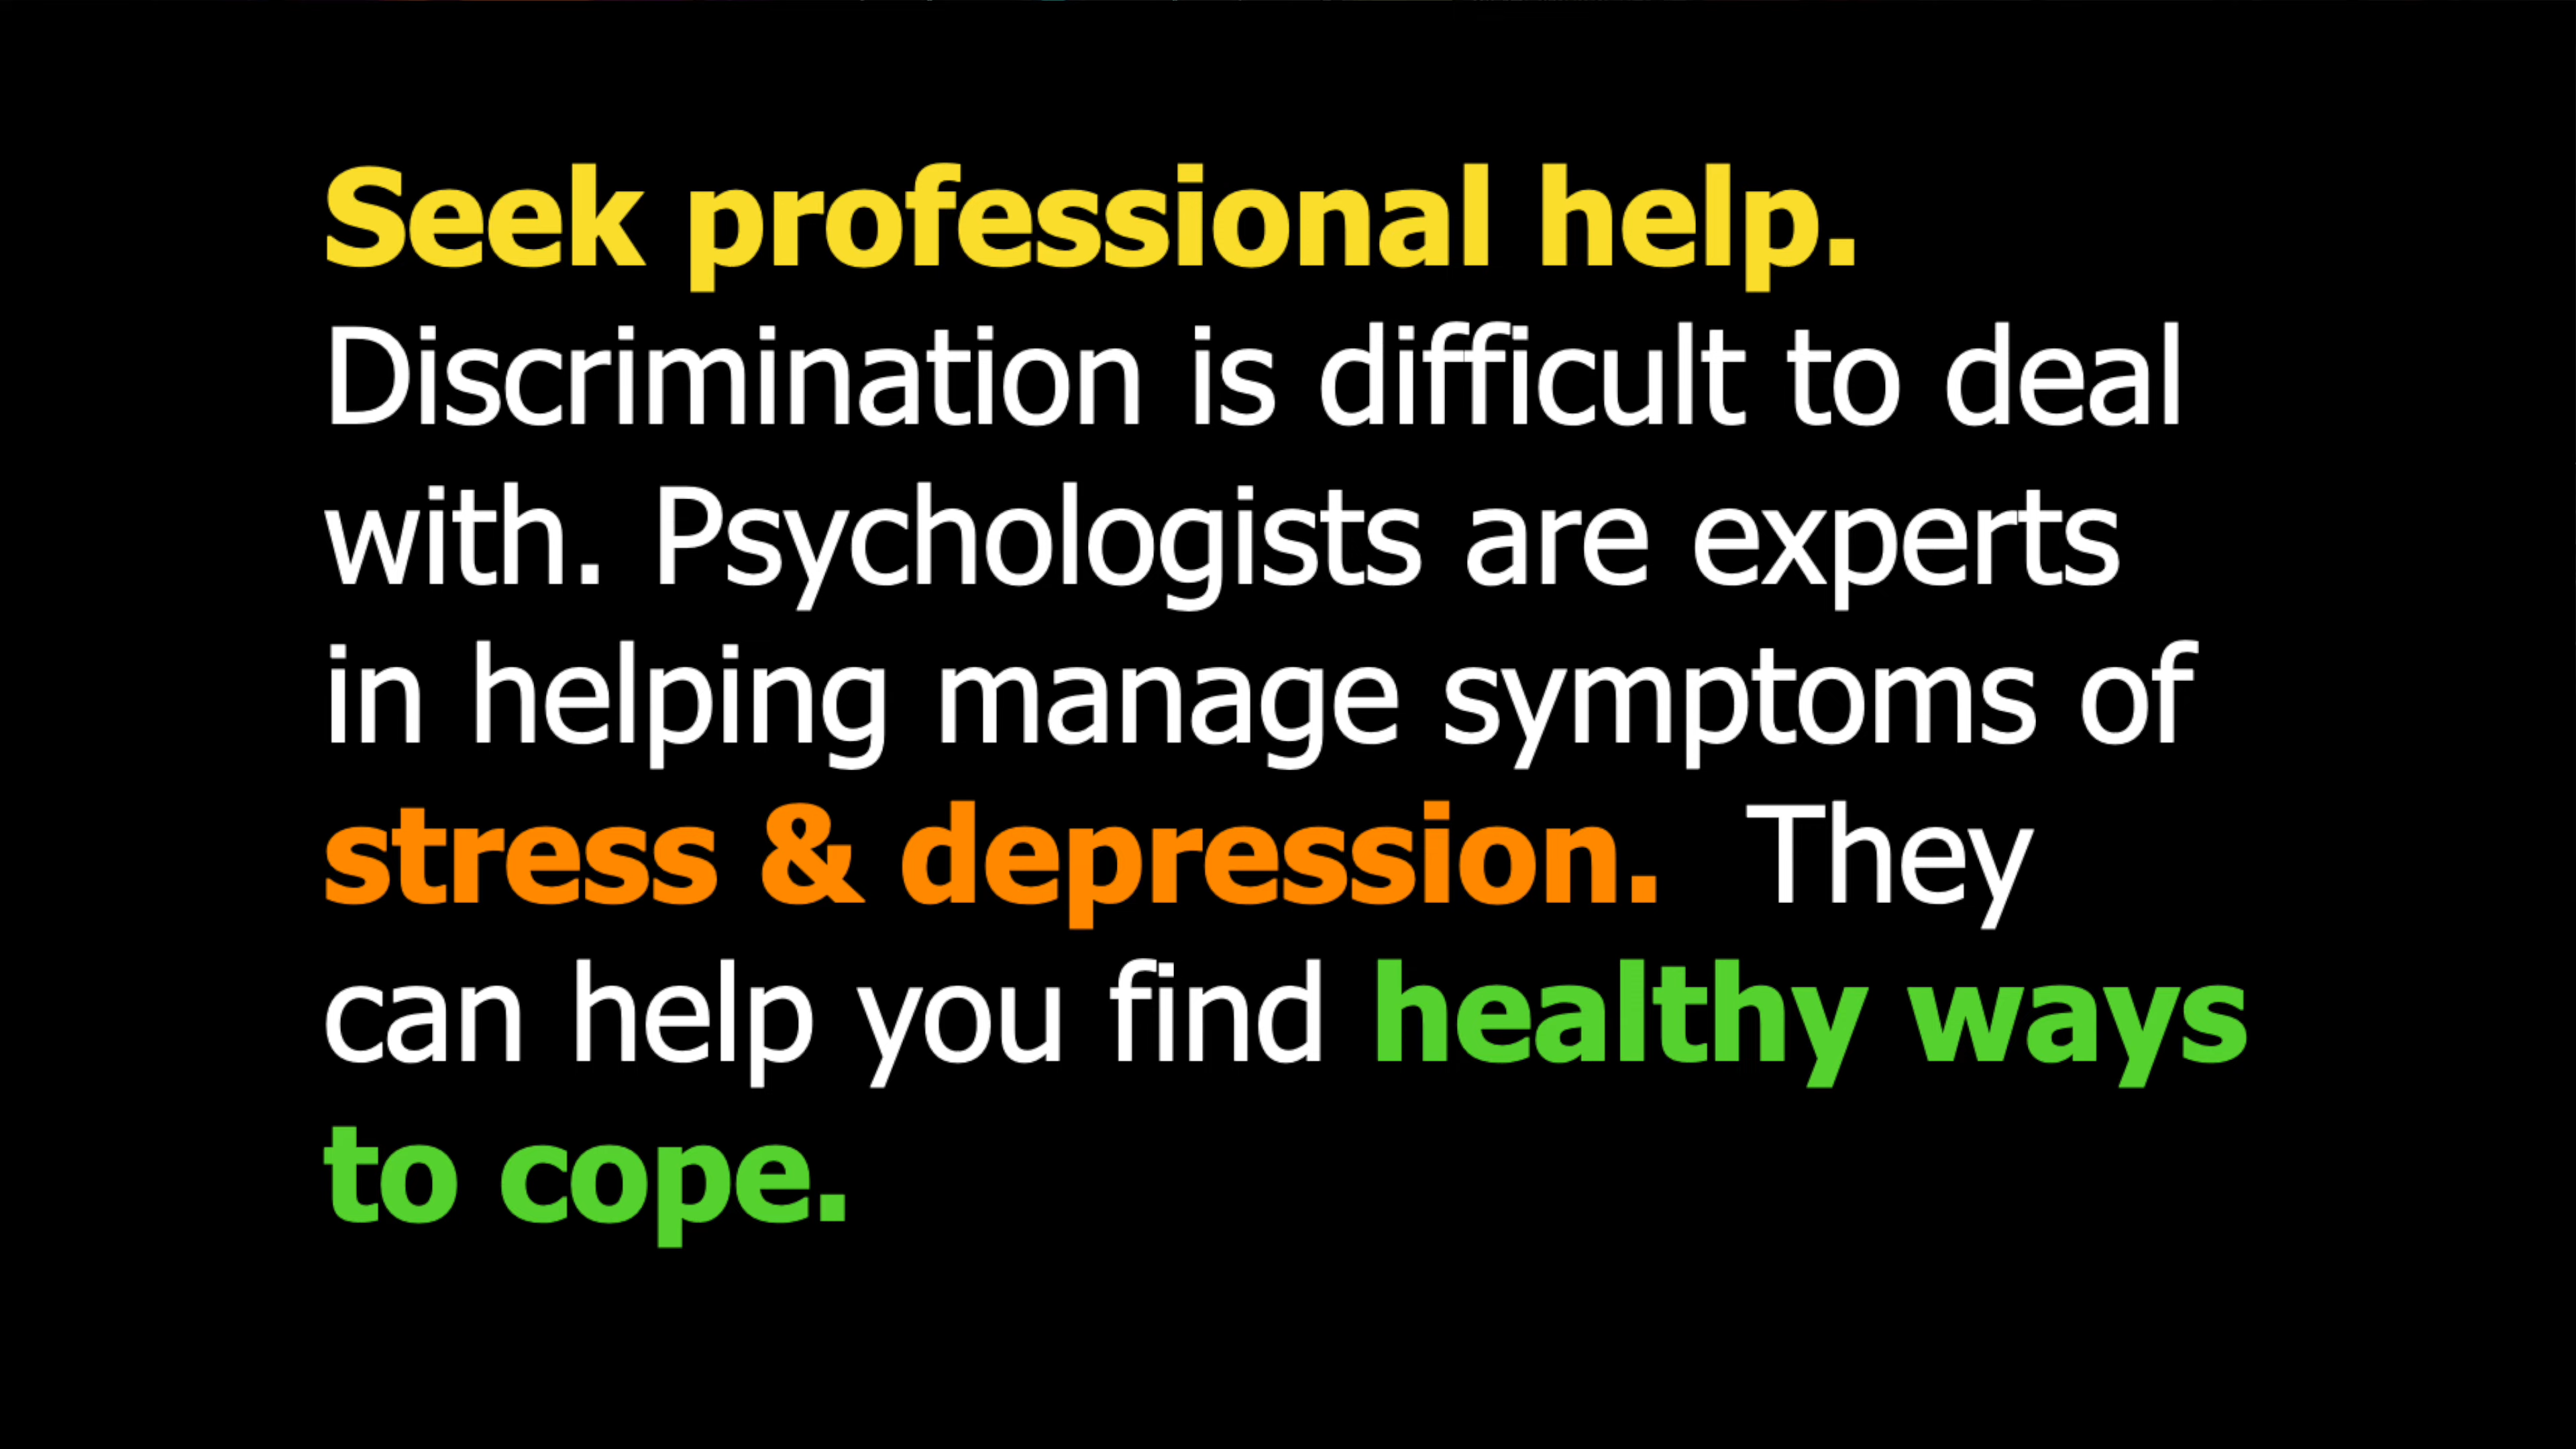 Seek professional help.
Discrimination is difficult to deal
with. Psychologists are experts
in helping manage symptoms of
stress & depression. They
can help you find healthy ways
to cope.